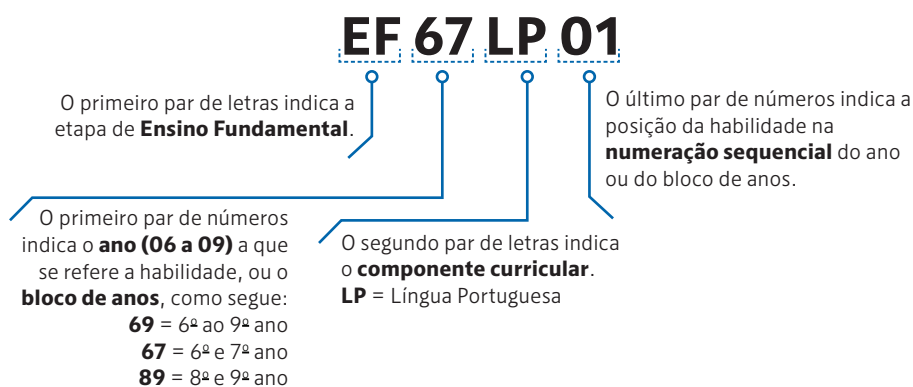 EF 67 LP 01
O primeiro par de letras indica a
etapa de Ensino Fundamental.
O último par de números indica a
posição da habilidade na
numeração sequencial do ano
ou do bloco de anos.
O primeiro par de números
indica o ano (06 a 09) a que
se refere a habilidade, ou o
bloco de anos, como segue:
69 = 6º ao 9º ano
67 = 6º e 7º ano
89 = 8º e 9º ano
O segundo par de letras indica
o componente curricular.
LP = Língua Portuguesa